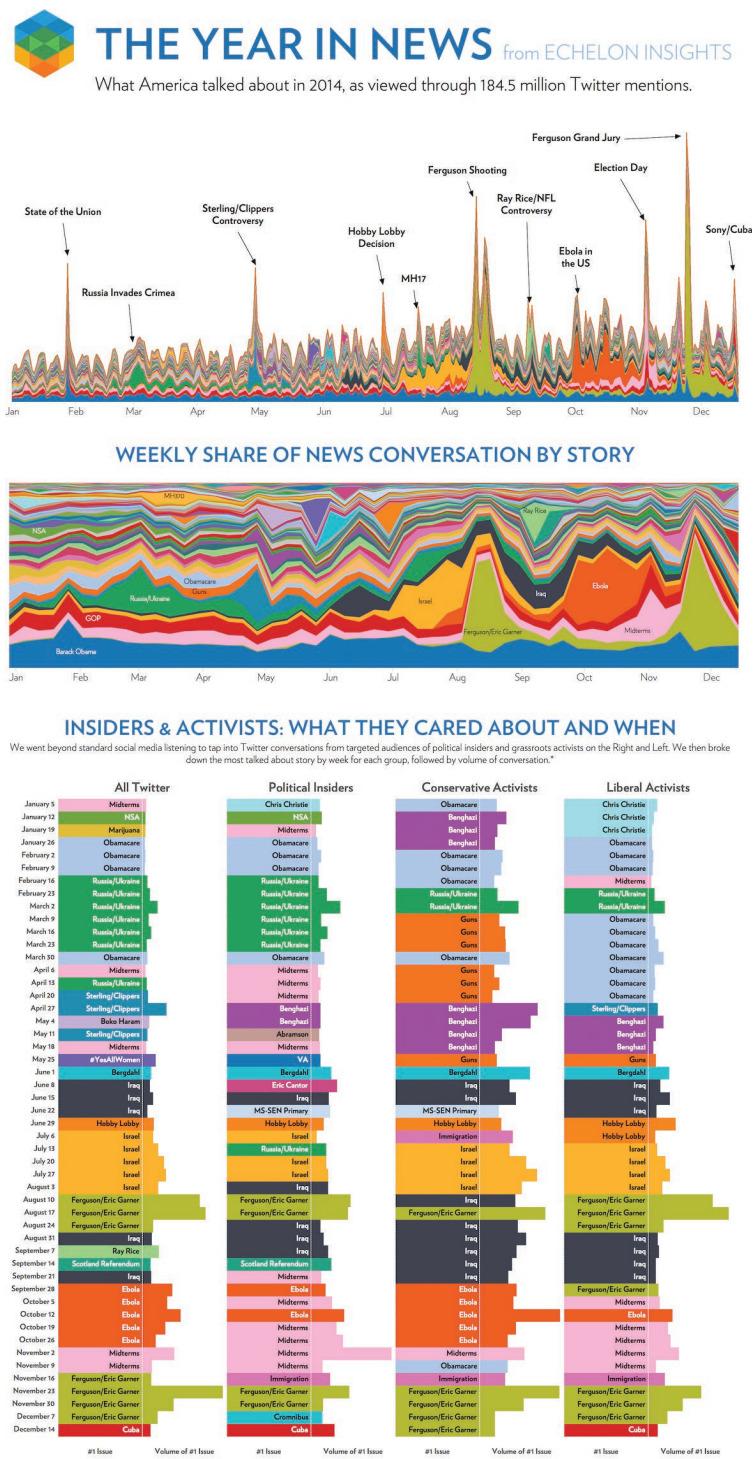 THE YEAR IN NEWS from ECHELON INSIGHTS
What America talked about in 2014, as viewed through 184.5 million Twitter mentions.
Ferguson Grand Jury
Ferguson Shooting
Election Day
State of the Union
Sterling/Clippers
Controversy
Ray Rice/NFL
Controversy
Hobby Lobby
Decision
Sony/Cuba
Ebola in
the US
MH17
Russia Invades Crimea
Jan Feb Mar Apr May Jun Jul Aug Sep Oct Nov Dec
WEEKLY SHARE OF NEWS CONVERSATION BY STORY
MH370
Ray Rice
NSA
Obamacare
Guns
Russia/Ukraine
Israel
Iraq
Ebola
GOP
Ferguson/Eric Garner
Midterms
Barack Obama
Jan Feb Mar Apr May Jun Jul Aug Sep Oct Nov Dec
INSIDERS & ACTIVISTS: WHAT THEY CARED ABOUT AND WHEN
We went beyond standard social media listening to tap into Twitter conversations from targeted audiences of political insiders and grassroots activists on the Right and Left. We then broke
down the most talked about story by week for each group, followed by volume of conversation.*
All Twitter Political Insiders Conservative Activists Liberal Activists
January 5 Midterms Chris Christie Obamacare Chris Christie
January 12 NSA NSA Benghazi Chris Christie
January 19 Marijuana Midterms Benghazi Chris Christie
January 26 Obamacare Obamacare Benghazi Obamacare
February 2 Obamacare Obamacare Obamacare Obamacare
February 9 Obamacare Obamacare Obamacare Obamacare
February 16 Russia/Ukraine Russia/Ukraine Obamacare Midterms
February 23 Russia/Ukraine Russia/Ukraine Russia/Ukraine Russia/Ukraine
March 2 Russia/Ukraine Russia/Ukraine Russia/Ukraine Russia/Ukraine
March 9 Russia/Ukraine Russia/Ukraine Guns Obamacare
March 16 Russia/Ukraine Russia/Ukraine Guns Obamacare
March 23 Russia/Ukraine Russia/Ukraine Guns Obamacare
March 30 Obamacare Obamacare Obamacare Obamacare
April 6 Midterms Midterms Guns Obamacare
April 13 Russia/Ukraine Midterms Guns Obamacare
April 20 Sterling/Clippers Midterms Guns Obamacare
April 27 Sterling/Clippers Benghazi Benghazi Sterling/Clippers
May 4 Boko Haram Benghazi Benghazi Benghazi
May 11 Sterling/Clippers Abramson Benghazi Benghazi
May 18 Midterms Midterms Benghazi Benghazi
May 25 #YesAllWomen VA Guns Guns
June 1 Bergdahl Bergdahl Bergdahl Bergdahl
June 8 Iraq Eric Cantor Iraq Iraq
June 15 Iraq Iraq Iraq Iraq
June 22 Iraq MS-SEN Primary MS-SEN Primary Iraq
June 29 Hobby Lobby Hobby Lobby Hobby Lobby Hobby Lobby
July 6 Israel Israel Immigration Hobby Lobby
July 13 Israel Russia/Ukraine Israel Israel
July 20 Israel Israel Israel Israel
July 27 Israel Israel Israel Israel
August 3 Israel Iraq Israel Israel
August 10 Ferguson/Eric Garner Ferguson/Eric Garner Iraq Ferguson/Eric Garner
August 17 Ferguson/Eric Garner Ferguson/Eric Garner Ferguson/Eric Garner Ferguson/Eric Garner
August 24 Ferguson/Eric Garner Iraq Iraq Ferguson/Eric Garner
August 31 Iraq Iraq Iraq Iraq
September 7 Ray Rice Iraq Iraq Iraq
September 14 Scotland Referendum Scotland Referendum Iraq Iraq
September 21 Iraq Midterms Iraq Iraq
September 28 Ebola Ebola Ebola Ferguson/Eric Garner
October 5 Ebola Midterms Ebola Midterms
October 12 Ebola Ebola Ebola Ebola
October 19 Ebola Midterms Ebola Midterms
October 26 Ebola Midterms Ebola Midterms
November 2 Midterms Midterms Midterms Midterms
November 9 Midterms Midterms Obamacare Midterms
November 16 Ferguson/Eric Garner Immigration Immigration Immigration
November 23 Ferguson/Eric Garner Ferguson/Eric Garner Ferguson/Eric Garner Ferguson/Eric Garner
November 30 Ferguson/Eric Garner Ferguson/Eric Garner Ferguson/Eric Garner Ferguson/Eric Garner
December 7 Ferguson/Eric Garner Cromnibus Ferguson/Eric Garner Ferguson/Eric Garner
December 14 Cuba Cuba Ferguson/Eric Garner Cuba
#1 Issue Volume of #1 Issue #1 Issue Volume of #1 Issue #1 Issue Volume of #1 Issue #1 Issue Volume of #1 Issue